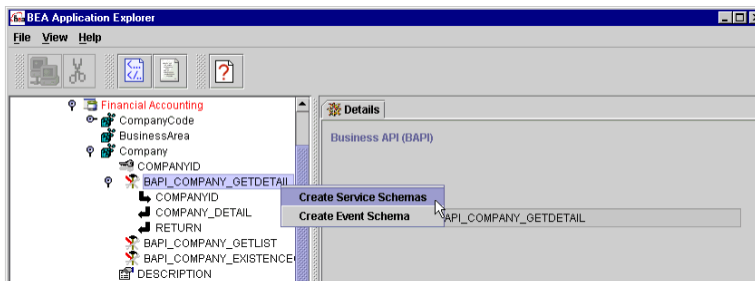 BEA Application Explorer
File View Help
Financial Accounting
CompanyCode
BusinessArea
Company
COMPANYID
BAPI_COMPANY_GETDETAIL
COMPANYID
COMPANY_DETAIL
RETURN
BAPI_COMPANY_GETLIST
BAPI_COMPANY_EXISTENCE
DESCRIPTION
Details
Business API (BAPI)
Create Service Schemas
Create Event Schema
API_COMPANY_GETDETAIL